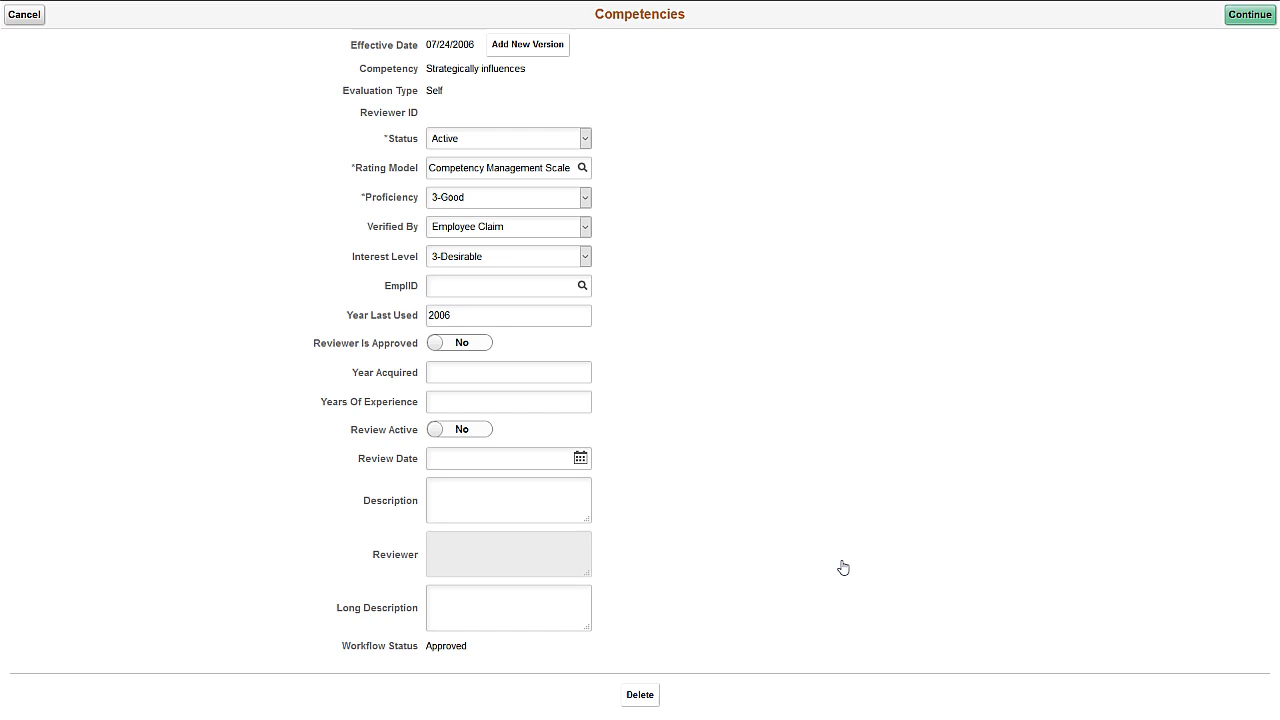 Cancel
Competencies
Continue
Effective Date 07/24/2006 Add New Version
Competency Strategically influences
Evaluation Type Self
Reviewer ID
*Status Active
*Rating Model Competency Management Scale
*Proficiency 3-Good
Verified By Employee Claim
Interest Level 3-Desirable
EmplID
Year Last Used 2006
Reviewer Is Approved No
Year Acquired
Years Of Experience
Review Active No
Review Date
Description
Reviewer
Long Description
Workflow Status Approved
Delete